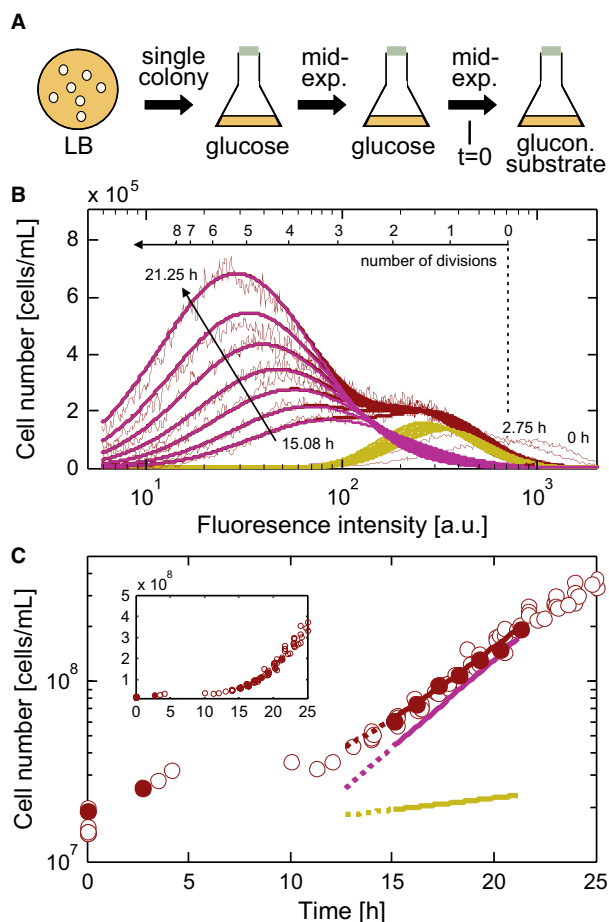 A
single
colony
mid-
exp.
mid-
exp.
LB
glucose
glucose
t=0
glucon.
substrate
B
x 10^5
8 7 6 5 4 3 2 1 0
number of divisions
21.25 h
15.08 h
2.75 h
0 h
8
6
4
2
0
10^1 10^2 10^3
Fluoresence intensity [a.u.]
Cell number [cells/mL]
C
x 10^8
5
4
3
2
1
0 5 10 15 20 25
10^8
10^7
0 5 10 15 20 25
Time [h]
Cell number [cells/mL]